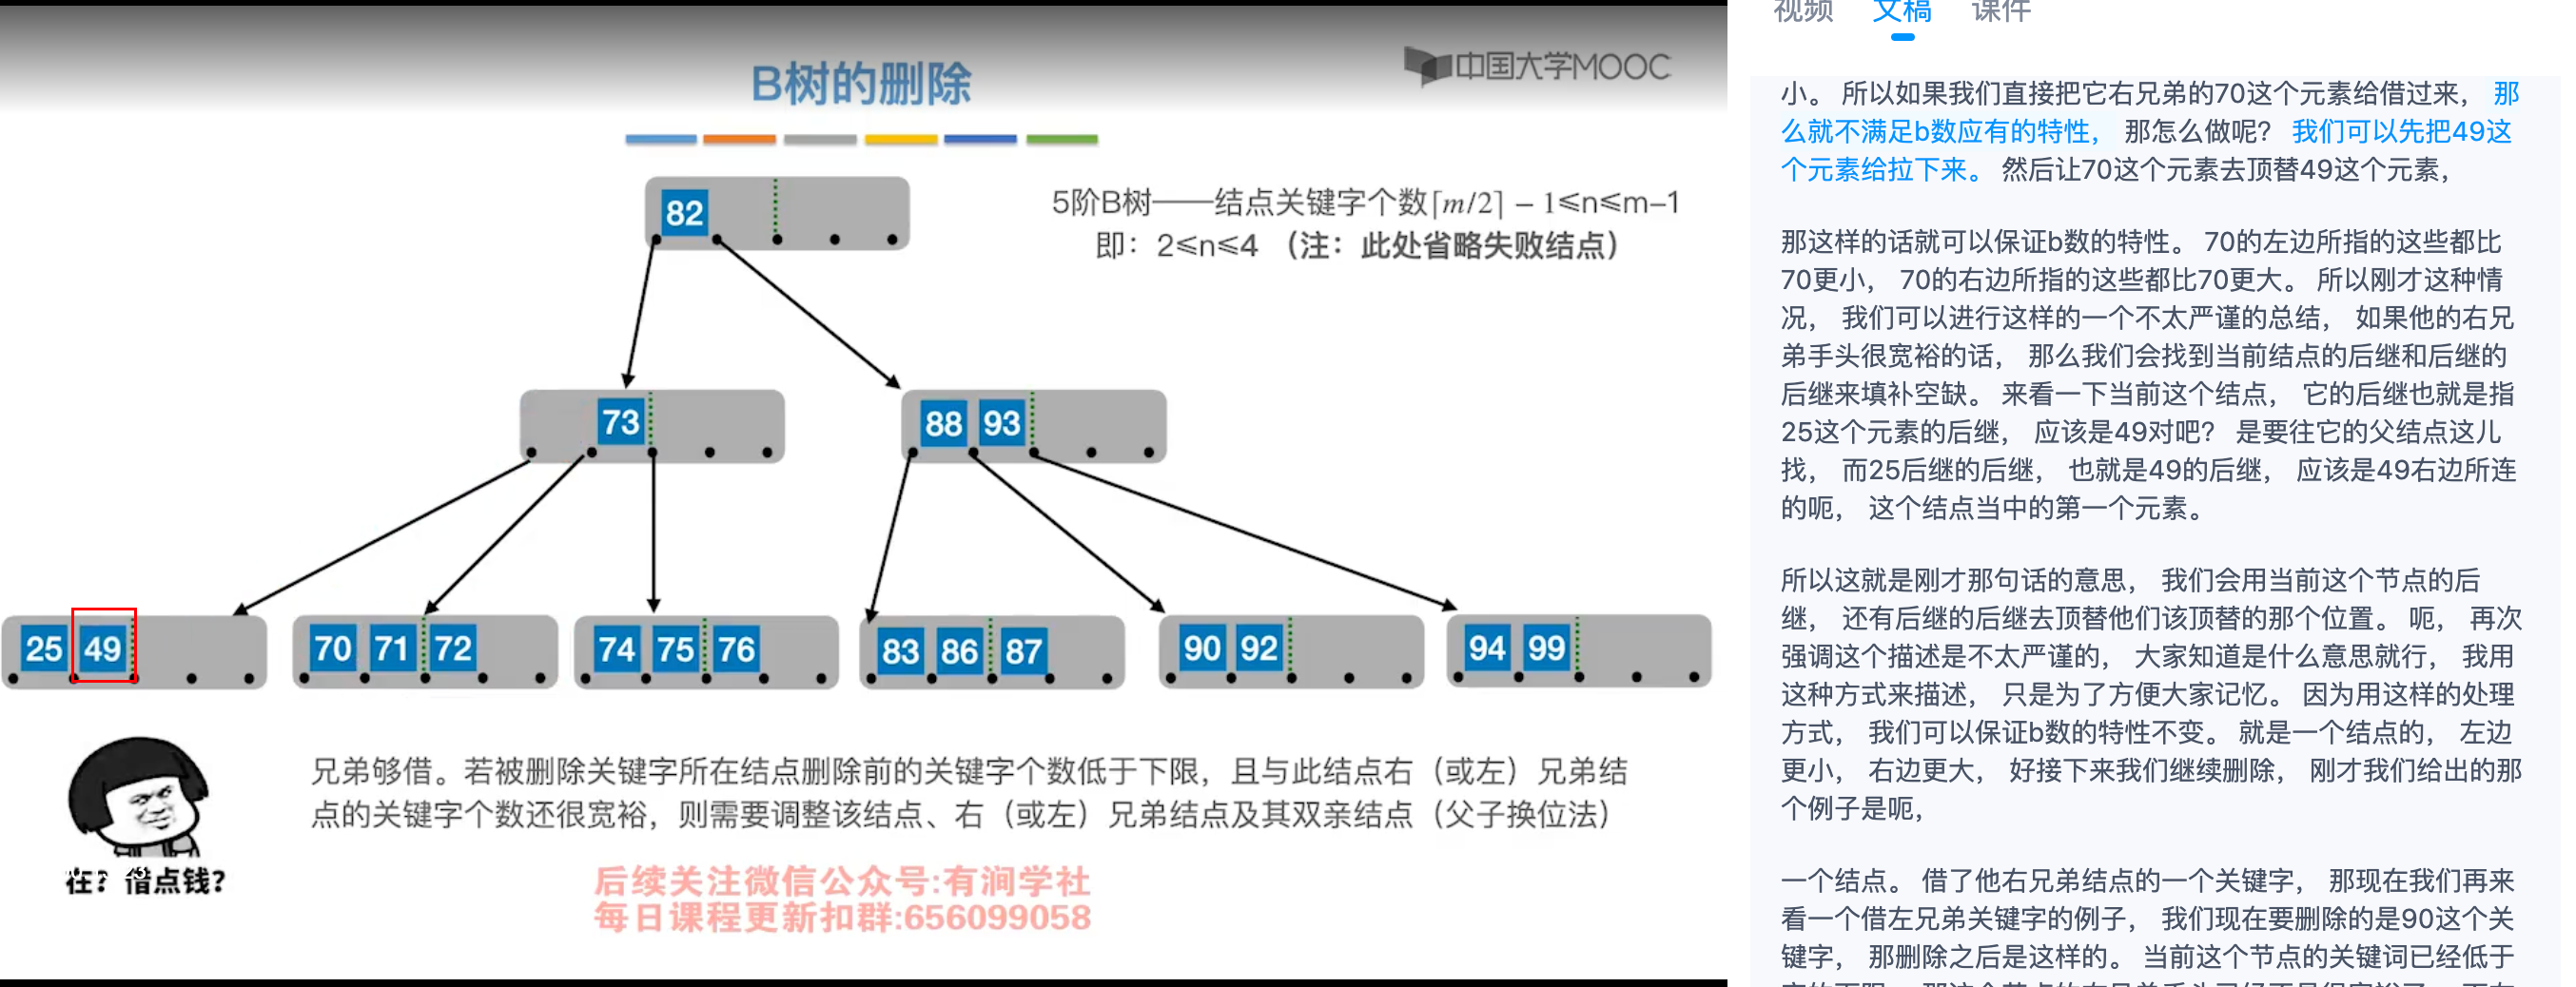 B树的删除
中国大学MOOC
82
5阶B树——结点关键字个数⌈m/2⌉ − 1⩽n⩽m−1
即：2⩽n⩽4 （注：此处省略失败结点）
73
88 93
25 49
70 71 72
74 75 76
83 86 87
90 92
94 99
兄弟够借。若被删除关键字所在结点删除前的关键字个数低于下限，且与此结点右（或左）兄弟结
点的关键字个数还很宽裕，则需要调整该结点、右（或左）兄弟结点及其双亲结点（父子换位法）
在？借点钱？
后续关注微信公众号:有涧学社
每日课程更新扣群:656099058
视频 文稿 课件
小。 所以如果我们直接把它右兄弟的70这个元素给借过来， 那
么就不满足b数应有的特性， 那怎么做呢？ 我们可以先把49这
个元素给拉下来。 然后让70这个元素去顶替49这个元素，
那这样的话就可以保证b数的特性。 70的左边所指的这些都比
70更小， 70的右边所指的这些都比70更大。 所以刚才这种情
况， 我们可以进行这样的一个不太严谨的总结， 如果他的右兄
弟手头很宽裕的话， 那么我们会找到当前结点的后继和后继的
后继来填补空缺。 来看一下当前这个结点， 它的后继也就是指
25这个元素的后继， 应该是49对吧？ 是要往它的父结点这儿
找， 而25后继的后继， 也就是49的后继， 应该是49右边所连
的呃， 这个结点当中的第一个元素。
所以这就是刚才那句话的意思， 我们会用当前这个节点的后
继， 还有后继的后继去顶替他们该顶替的那个位置。 呃， 再次
强调这个描述是不太严谨的， 大家知道是什么意思就行， 我用
这种方式来描述， 只是为了方便大家记忆。 因为用这样的处理
方式， 我们可以保证b数的特性不变。 就是一个结点的， 左边
更小， 右边更大， 好接下来我们继续删除， 刚才我们给出的那
个例子是呃，
一个结点。 借了他右兄弟结点的一个关键字， 那现在我们再来
看一个借左兄弟关键字的例子， 我们现在要删除的是90这个关
键字， 那删除之后是这样的。 当前这个节点的关键词已经低于